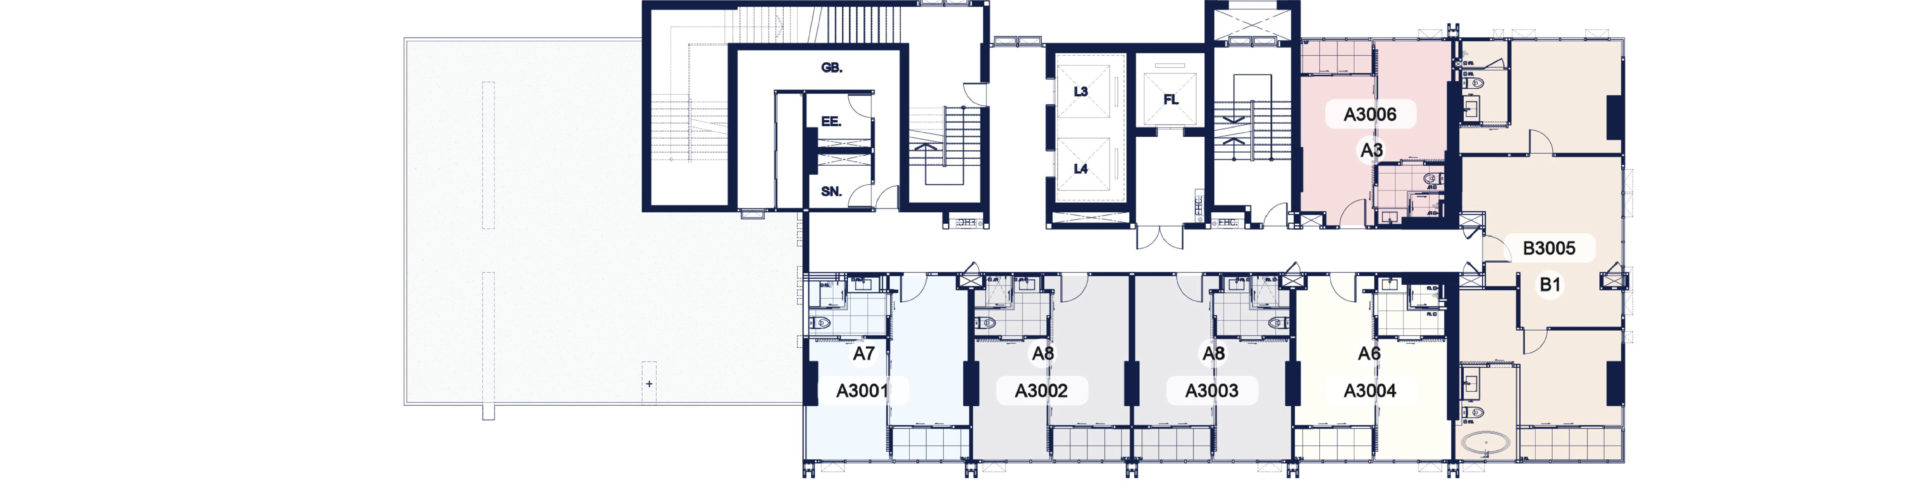 GB.
L3
FL
A3006
EE.
A3
L4
SN.
FHC.
FHC.
FHC.
B3005
B1
A7
A8
A8
A6
A3001
A3002
A3003
A3004